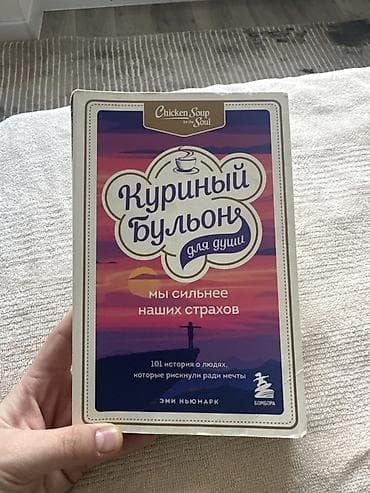 Chicken Soup
for the Soul
Куриный
Бульон
для души
мы сильнее
наших страхов
101 история о людях,
которые рискнули ради мечты
ЭМИ НЬЮМАРК
БОМБОРА